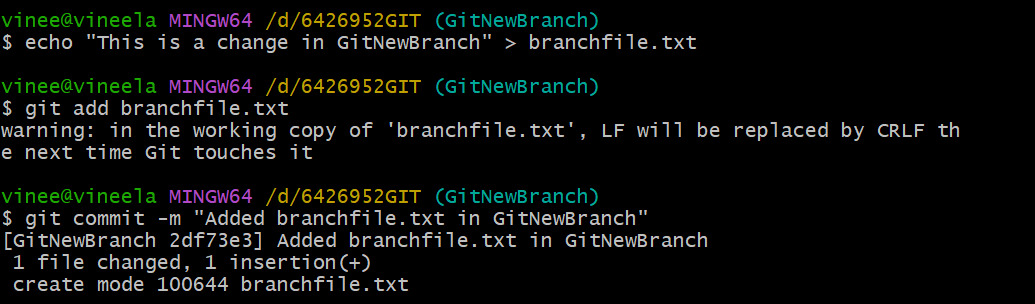 vinee@vineela MINGW64 /d/6426952GIT (GitNewBranch)
$ echo "This is a change in GitNewBranch" > branchfile.txt
vinee@vineela MINGW64 /d/6426952GIT (GitNewBranch)
$ git add branchfile.txt
warning: in the working copy of 'branchfile.txt', LF will be replaced by CRLF th
e next time Git touches it
vinee@vineela MINGW64 /d/6426952GIT (GitNewBranch)
$ git commit -m "Added branchfile.txt in GitNewBranch"
[GitNewBranch 2df73e3] Added branchfile.txt in GitNewBranch
 1 file changed, 1 insertion(+)
 create mode 100644 branchfile.txt